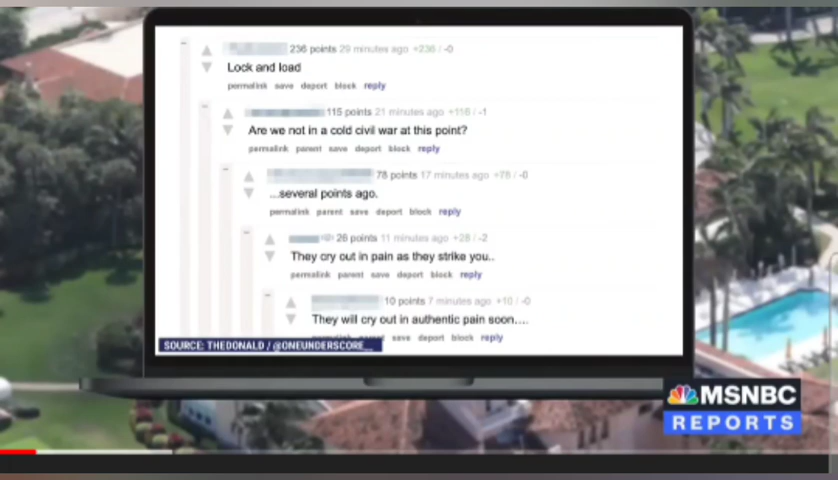 236 points 29 minutes ago +236 / -0
Lock and load
permalink save deport block reply
115 points 21 minutes ago +116 / -1
Are we not in a cold civil war at this point?
permalink parent save deport block reply
78 points 17 minutes ago +78 / -0
...several points ago.
permalink parent save deport block reply
26 points 11 minutes ago +28 / -2
They cry out in pain as they strike you..
permalink parent save deport block reply
10 points 7 minutes ago +10 / -0
They will cry out in authentic pain soon....
save deport block reply
SOURCE: THEDONALD / @ONEUNDERSCORE__
MSNBC
REPORTS